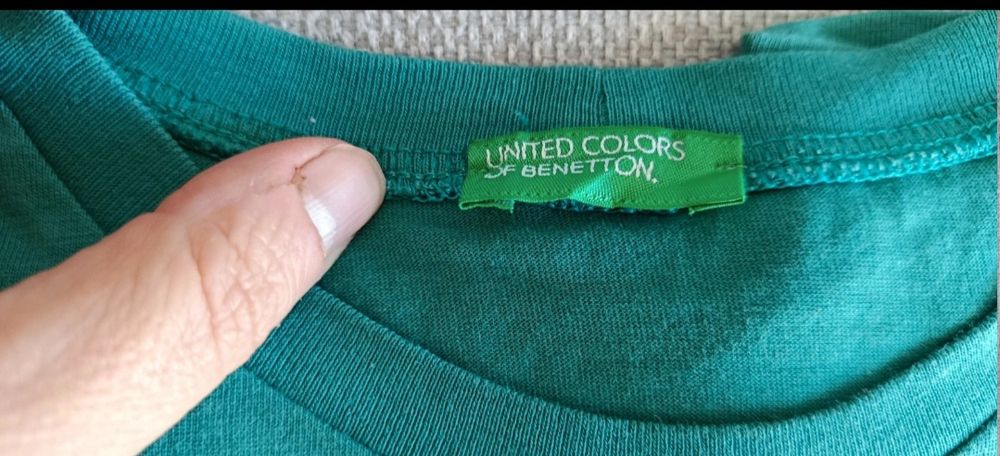 UNITED COLORS
OF BENETTON.